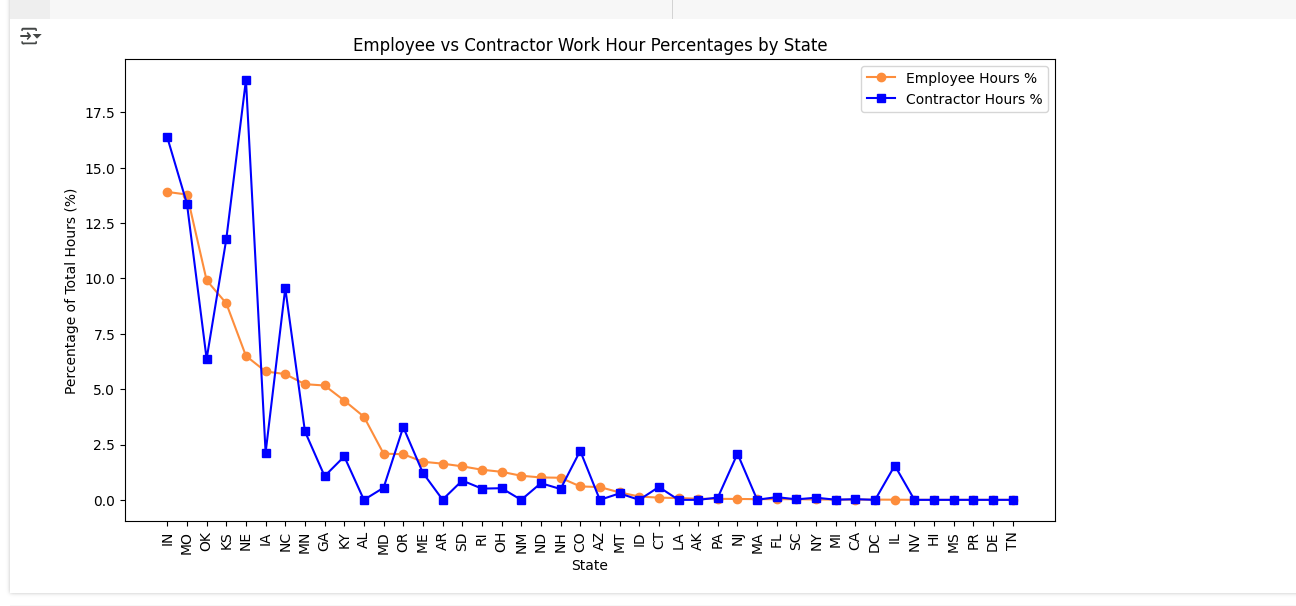 Employee vs Contractor Work Hour Percentages by State
Employee Hours %
Contractor Hours %
Percentage of Total Hours (%)
17.5
15.0
12.5
10.0
7.5
5.0
2.5
0.0
IN MO OK KS NE IA NC MN GA KY AL MD OR ME AR SD RI OH NM ND NH CO AZ MT ID CT LA AK PA NJ MA FL SC NY MI CA DC IL NV HI MS PR DE TN
State